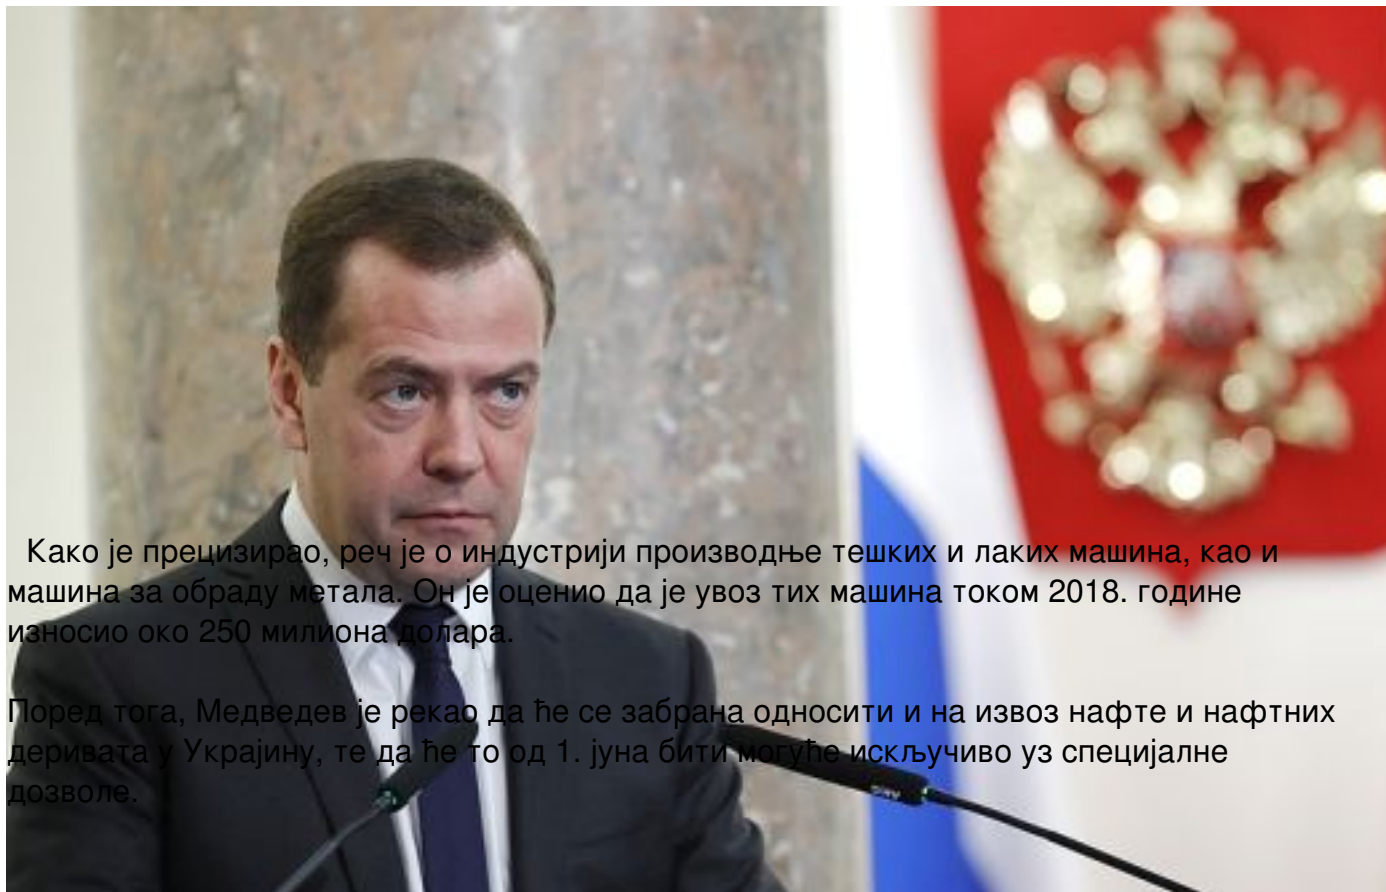 Како је прецизирао, реч је о индустрији производње тешких и лаких машина, као и
машина за обраду метала. Он је оценио да је увоз тих машина током 2018. године
износио око 250 милиона долара.
Поред тога, Медведев је рекао да ће се забрана односити и на извоз нафте и нафтних
деривата у Украјину, те да ће то од 1. јуна бити могуће искључиво уз специјалне
дозволе.